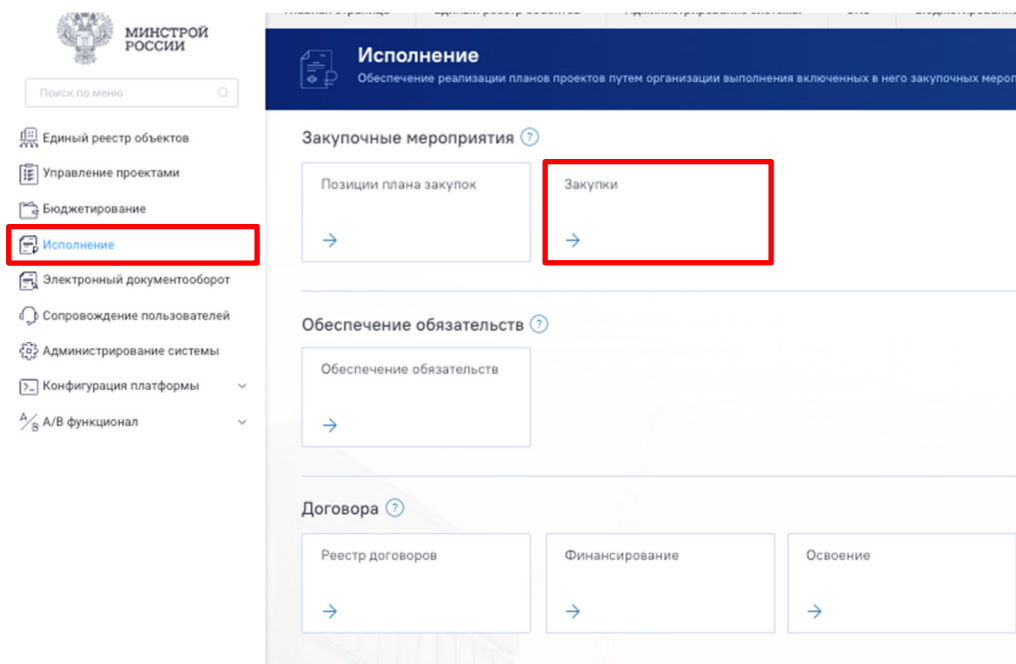 МИНСТРОЙ
РОССИИ
Поиск по меню
Единый реестр объектов
Управление проектами
Бюджетирование
Исполнение
Электронный документооборот
Сопровождение пользователей
Администрирование системы
Конфигурация платформы
A/B A/B функционал
Исполнение
Обеспечение реализации планов проектов путем организации выполнения включенных в него закупочных
Закупочные мероприятия ?
Позиции плана закупок
Закупки
Обеспечение обязательств ?
Обеспечение обязательств
Договора ?
Реестр договоров
Финансирование
Освоение